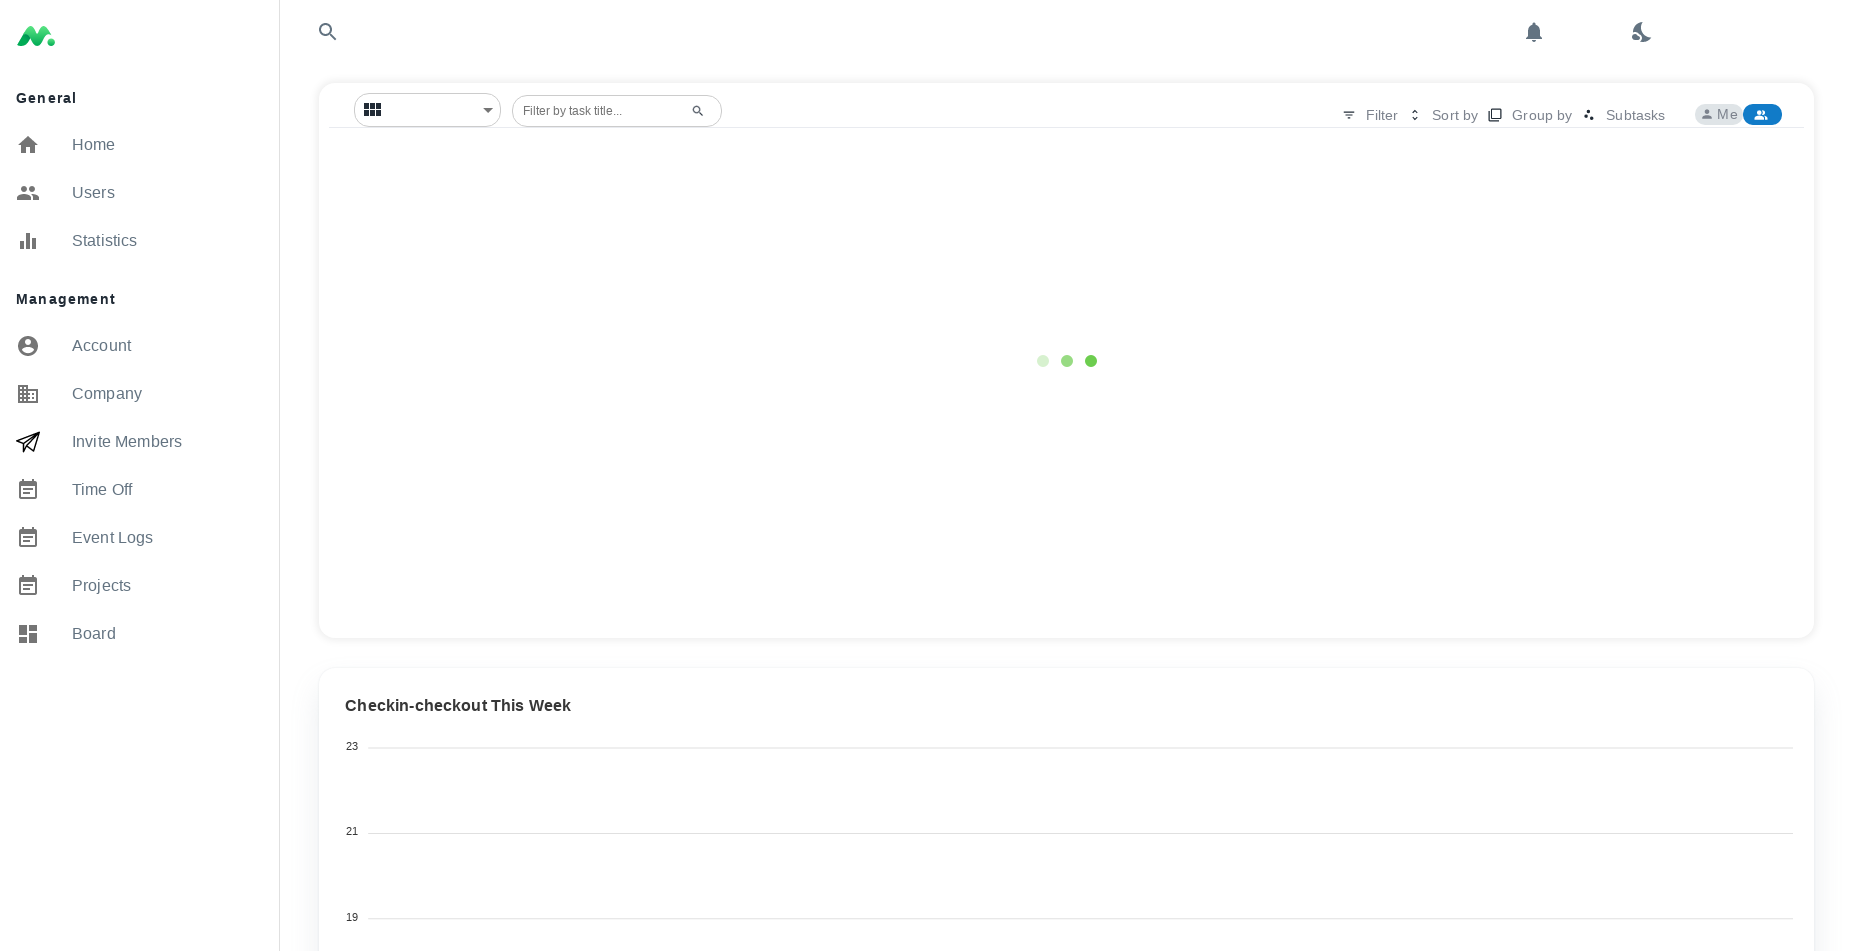 General
Home
Users
Statistics
Management
Account
Company
Invite Members
Time Off
Event Logs
Projects
Board
Filter by task title...
Filter Sort by Group by Subtasks Me
Checkin-checkout This Week
23
21
19